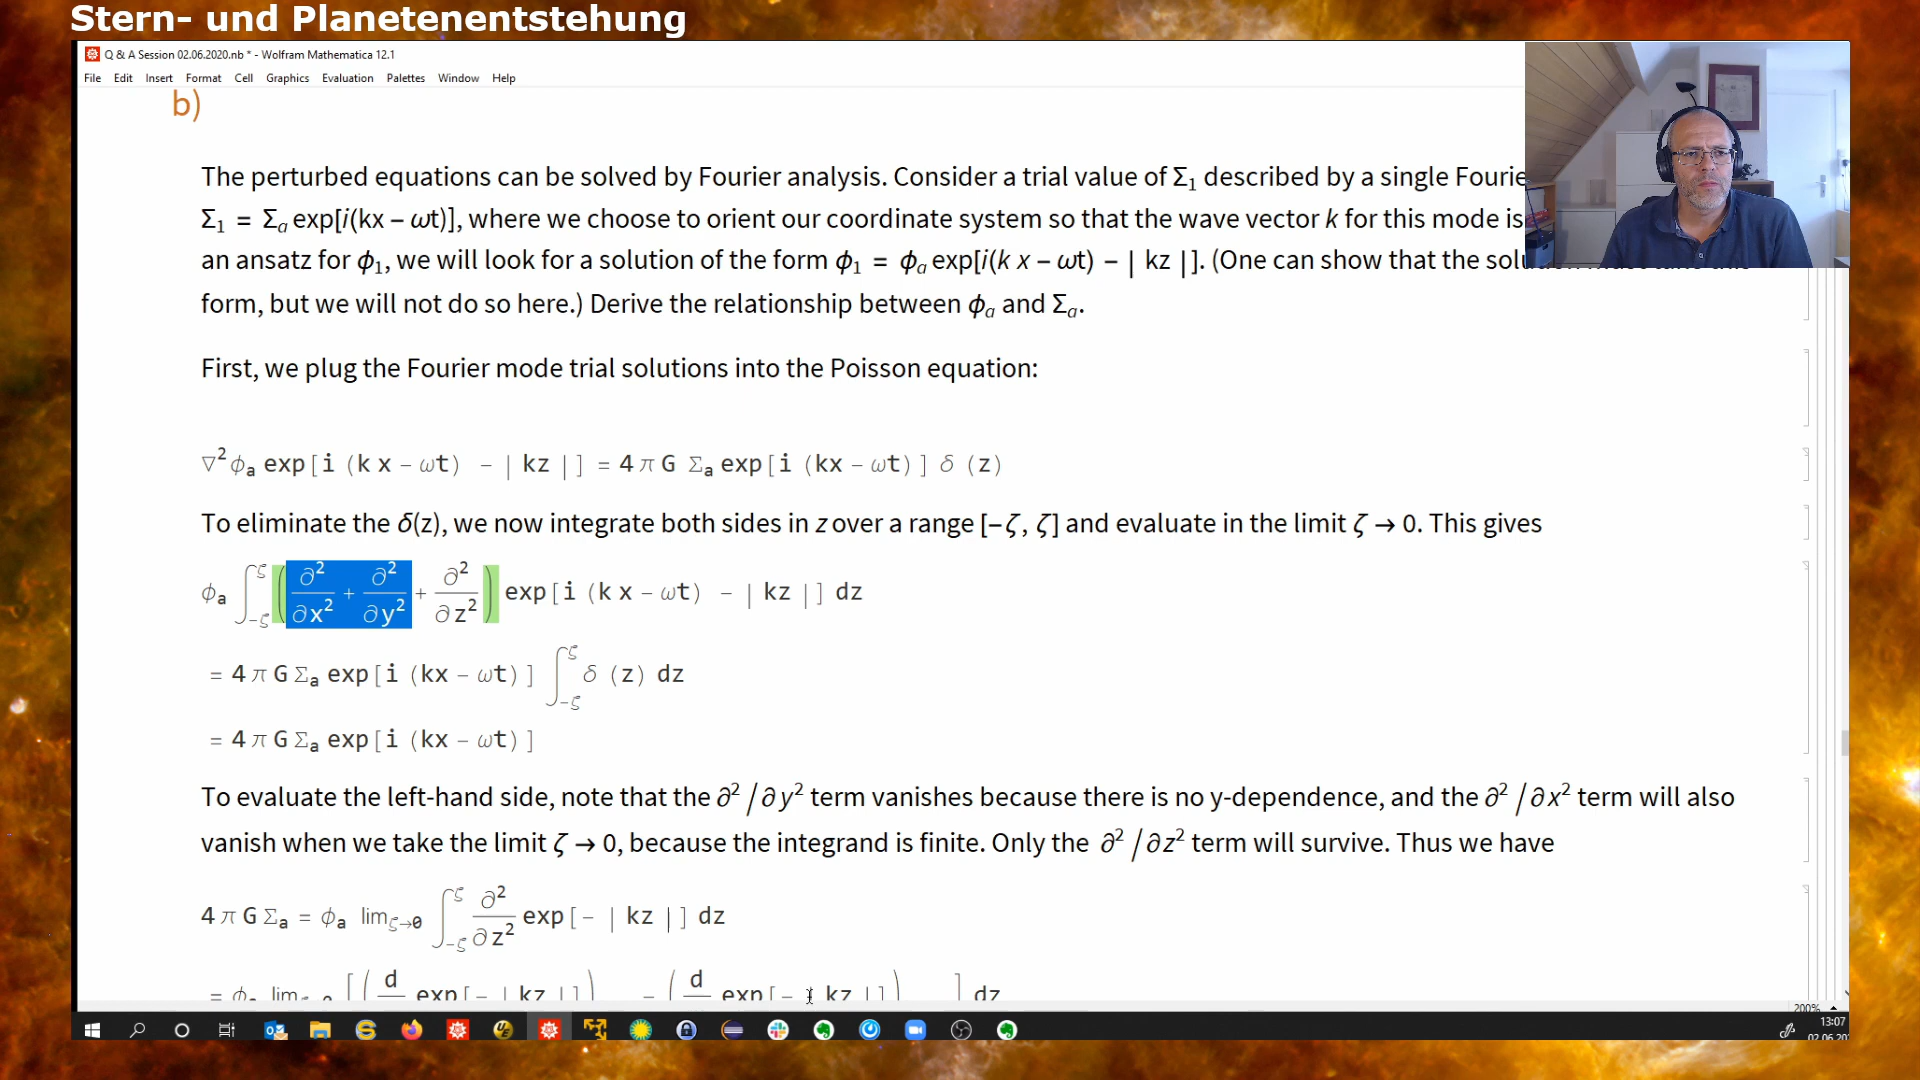 Stern- und Planetenentstehung
Q & A Session 02.06.2020.nb * - Wolfram Mathematica 12.1
File Edit Insert Format Cell Graphics Evaluation Palettes Window Help
b)
The perturbed equations can be solved by Fourier analysis. Consider a trial value of Σ₁ described by a single Fourie
Σ₁ = Σₐ exp[i(kx – ωt)], where we choose to orient our coordinate system so that the wave vector k for this mode is
an ansatz for ϕ₁, we will look for a solution of the form ϕ₁ = ϕₐ exp[i(k x – ωt) – | kz |]. (One can show that the
form, but we will not do so here.) Derive the relationship between ϕₐ and Σₐ.
First, we plug the Fourier mode trial solutions into the Poisson equation:
∇² ϕₐ exp[i (k x – ωt) – | kz |] = 4 π G Σₐ exp[i (kx – ωt)] δ (z)
To eliminate the δ(z), we now integrate both sides in z over a range [–ζ, ζ] and evaluate in the limit ζ → 0. This gives
ϕₐ ∫_{-ζ}^{ζ} (∂²/∂x² + ∂²/∂y² + ∂²/∂z²) exp[i (k x – ωt) – | kz |] dz
= 4 π G Σₐ exp[i (kx – ωt)] ∫_{-ζ}^{ζ} δ (z) dz
= 4 π G Σₐ exp[i (kx – ωt)]
To evaluate the left-hand side, note that the ∂² / ∂y² term vanishes because there is no y-dependence, and the ∂² / ∂x² term will also
vanish when we take the limit ζ → 0, because the integrand is finite. Only the ∂² / ∂z² term will survive. Thus we have
4 π G Σₐ = ϕₐ lim_{ζ→0} ∫_{-ζ}^{ζ} ∂²/∂z² exp[– | kz |] dz
200%
13:07